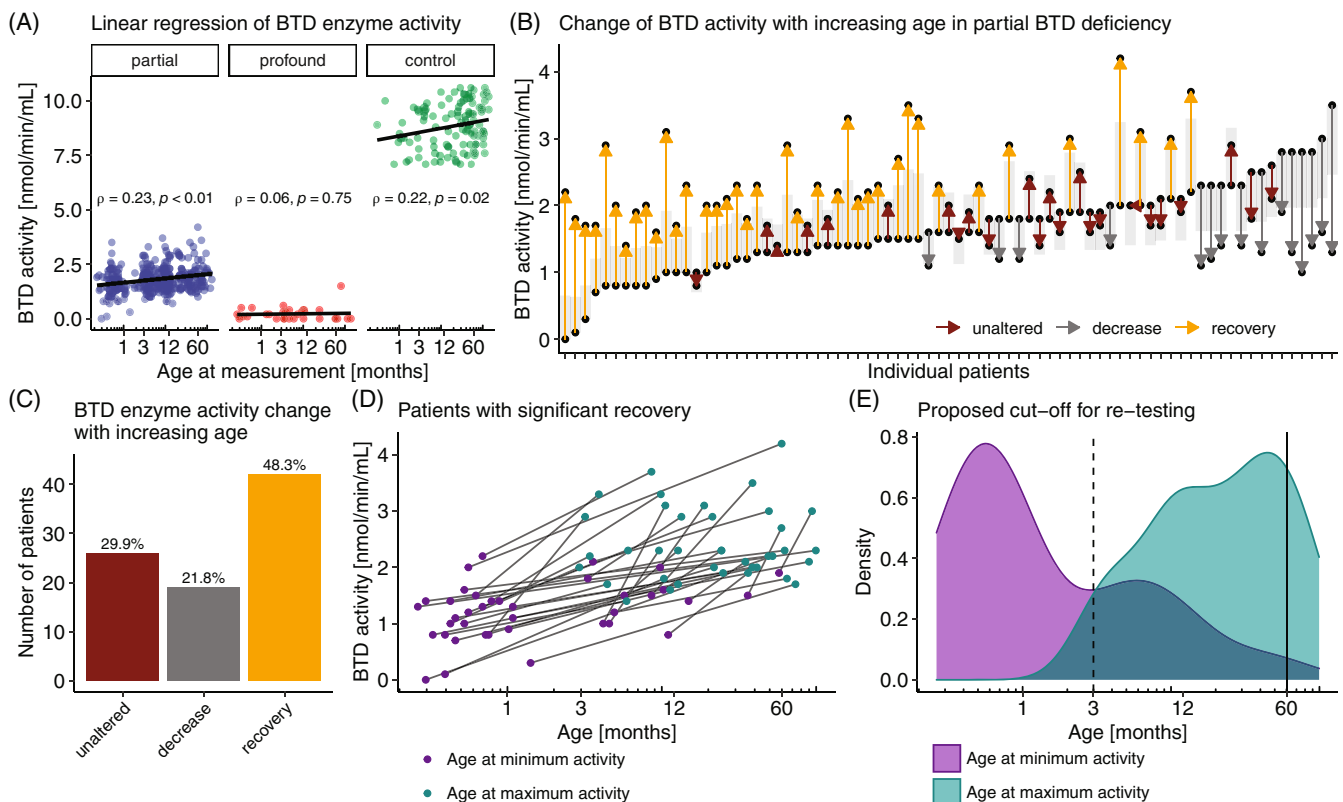 (A) Linear regression of BTD enzyme activity
partial profound control
BTD activity [nmol/min/mL]
10.0
7.5
5.0
2.5
0.0
ρ = 0.23, p < 0.01 ρ = 0.06, p = 0.75 ρ = 0.22, p = 0.02
1 3 12 60 1 3 12 60 1 3 12 60
Age at measurement [months]
(B) Change of BTD activity with increasing age in partial BTD deficiency
BTD activity [nmol/min/mL]
4
3
2
1
0
unaltered decrease recovery
Individual patients
(C) BTD enzyme activity change
with increasing age
Number of patients
40
30
20
10
0
29.9% 21.8% 48.3%
unaltered decrease recovery
(D) Patients with significant recovery
BTD activity [nmol/min/mL]
4
3
2
1
0
1 3 12 60
Age [months]
Age at minimum activity
Age at maximum activity
(E) Proposed cut−off for re−testing
Density
0.8
0.6
0.4
0.2
0.0
1 3 12 60
Age [months]
Age at minimum activity
Age at maximum activity